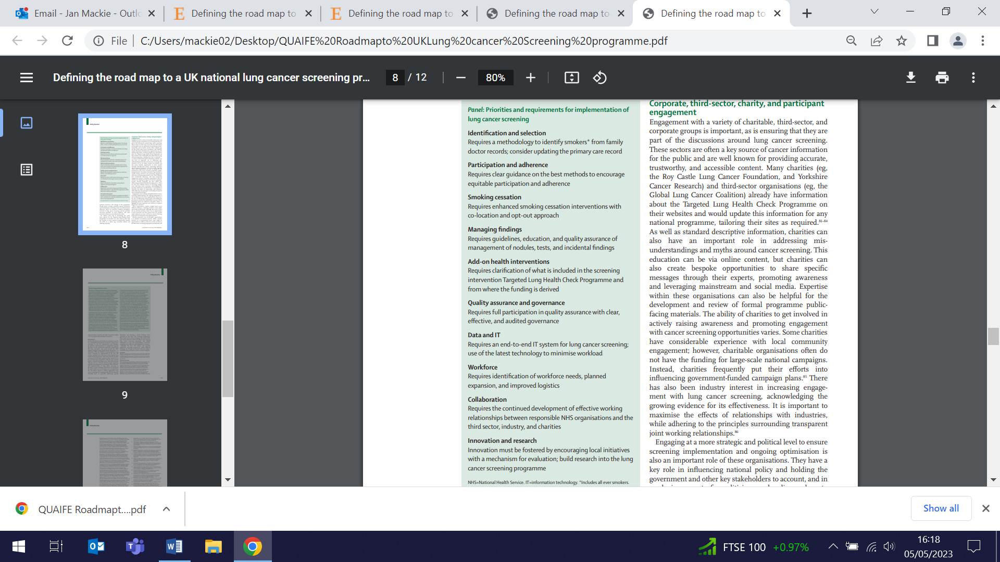 Email - Jan Mackie - Outlo
Defining the road map to
Defining the road map to
Defining the road map to
Defining the road map to
File
C:/Users/mackie02/Desktop/QUAIFE%20Roadmapto%20UKLung%20cancer%20Screening%20programme.pdf
Defining the road map to a UK national lung cancer screening pr...
8 / 12
80%
8
9
Panel: Priorities and requirements for implementation of
lung cancer screening
Identification and selection
Requires a methodology to identify smokers* from family
doctor records; consider updating the primary care record
Participation and adherence
Requires clear guidance on the best methods to encourage
equitable participation and adherence
Smoking cessation
Requires enhanced smoking cessation interventions with
co-location and opt-out approach
Managing findings
Requires guidelines, education, and quality assurance of
management of nodules, tests, and incidental findings
Add-on health interventions
Requires clarification of what is included in the screening
intervention Targeted Lung Health Check Programme and
from where the funding is derived
Quality assurance and governance
Requires full participation in quality assurance with clear,
effective, and audited governance
Data and IT
Requires an end-to-end IT system for lung cancer screening;
use of the latest technology to minimise workload
Workforce
Requires identification of workforce needs, planned
expansion, and improved logistics
Collaboration
Requires the continued development of effective working
relationships between responsible NHS organisations and the
third sector, industry, and charities
Innovation and research
Innovation must be fostered by encouraging local initiatives
with a mechanism for evaluation; build research into the lung
cancer screening programme
NHS=National Health Service. IT=information technology. *Includes all ever smokers.
Corporate, third-sector, charity, and participant
engagement
Engagement with a variety of charitable, third-sector, and
corporate groups is important, as is ensuring that they are
part of the discussions around lung cancer screening.
These sectors are often a key source of cancer information
for the public and are well known for providing accurate,
trustworthy, and accessible content. Many charities (eg,
the Roy Castle Lung Cancer Foundation, and Yorkshire
Cancer Research) and third-sector organisations (eg, the
Global Lung Cancer Coalition) already have information
about the Targeted Lung Health Check Programme on
their websites and would update this information for any
national programme, tailoring their sites as required.81–84
As well as standard descriptive information, charities can
also have an important role in addressing mis-
understandings and myths around cancer screening. This
education can be via online content, but charities can
also create bespoke opportunities to share specific
messages through their experts, promoting awareness
and leveraging mainstream and social media. Expertise
within these organisations can also be helpful for the
development and review of formal programme public-
facing materials. The ability of charities to get involved in
actively raising awareness and promoting engagement
with cancer screening opportunities varies. Some charities
have considerable experience with local community
engagement; however, charitable organisations often do
not have the funding for large-scale national campaigns.
Instead, charities frequently put their efforts into
influencing government-funded campaign plans.85 There
has also been industry interest in increasing engage-
ment with lung cancer screening, acknowledging the
growing evidence for its effectiveness. It is important to
maximise the effects of relationships with industries,
while adhering to the principles surrounding transparent
joint working relationships.86
Engaging at a more strategic and political level to ensure
screening implementation and ongoing optimisation is
also an important role of these organisations. They have a
key role in influencing national policy and holding the
government and other key stakeholders to account, and in
QUAIFE Roadmapt....pdf
Show all
FTSE 100 +0.97%
16:18
05/05/2023